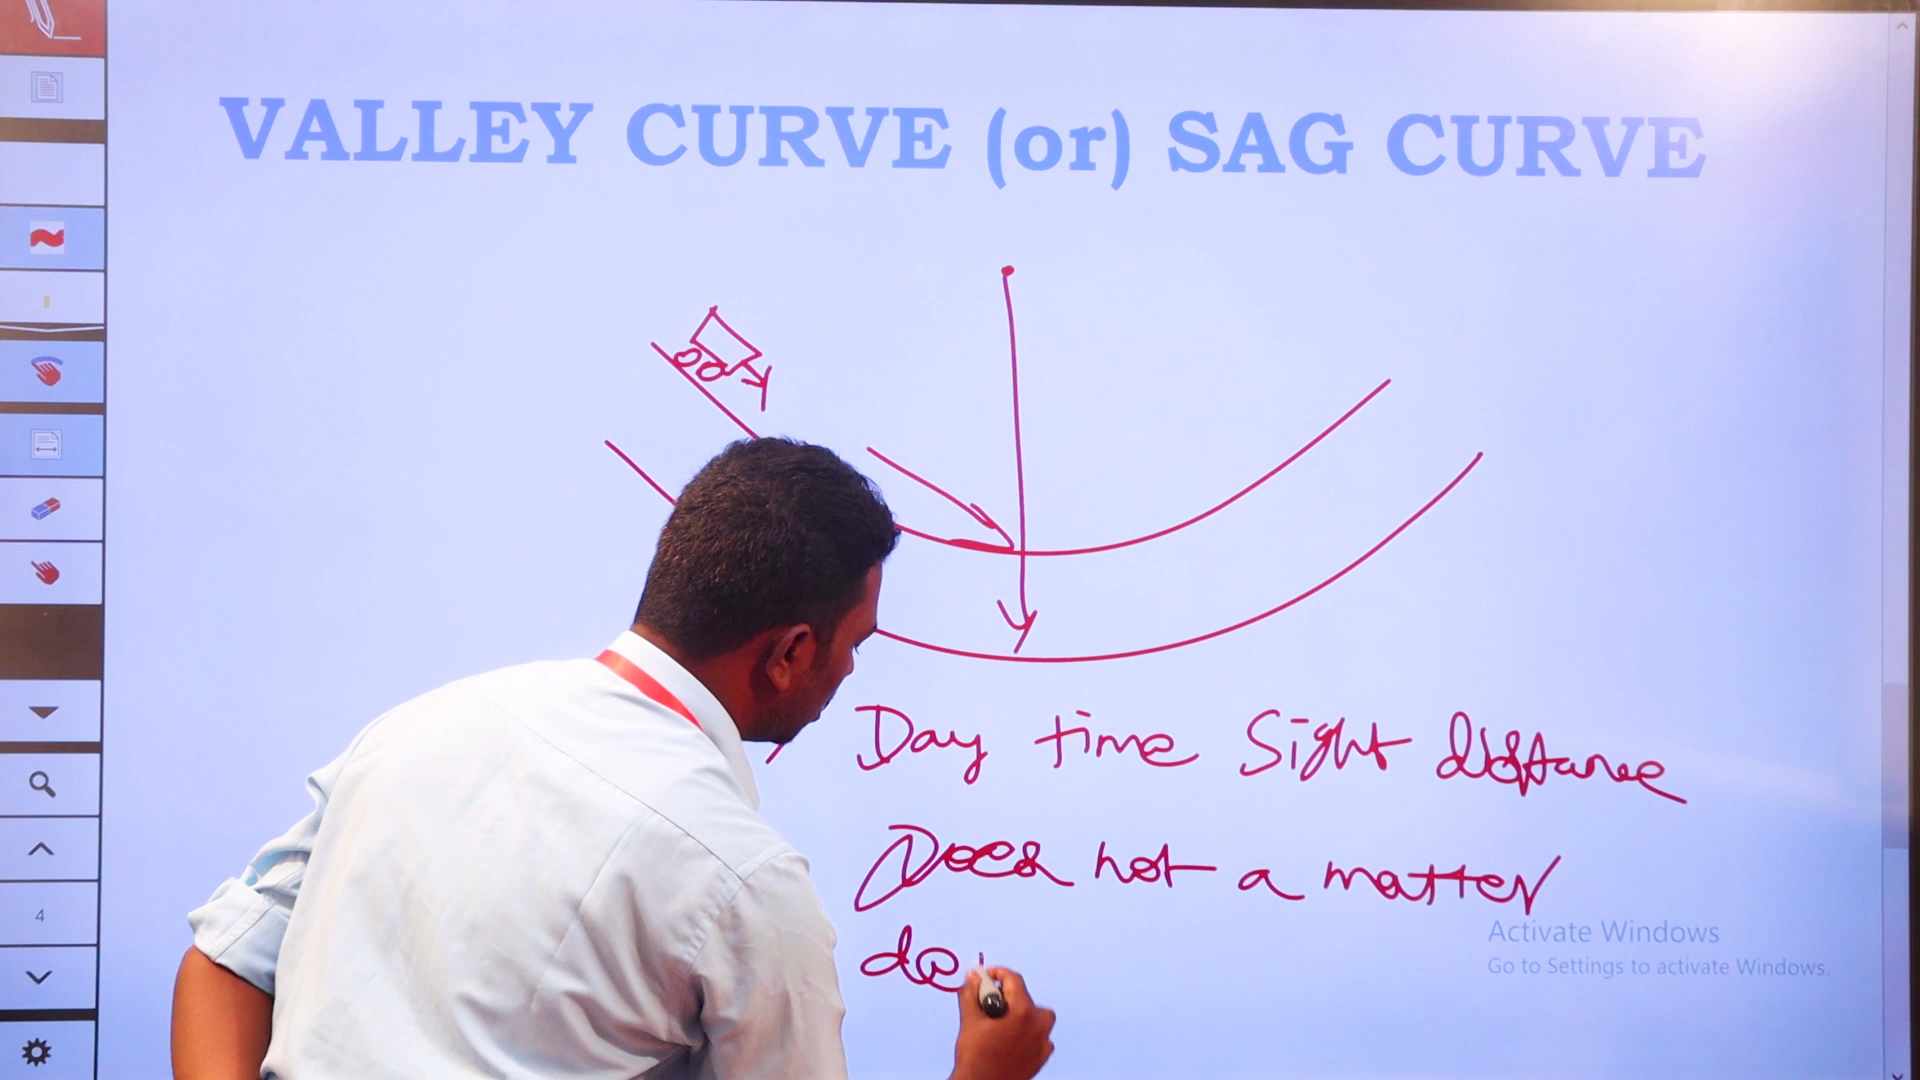 VALLEY CURVE (or) SAG CURVE
Day time Sight distance
Does not a matter
de
Activate Windows
Go to Settings to activate Windows.
4